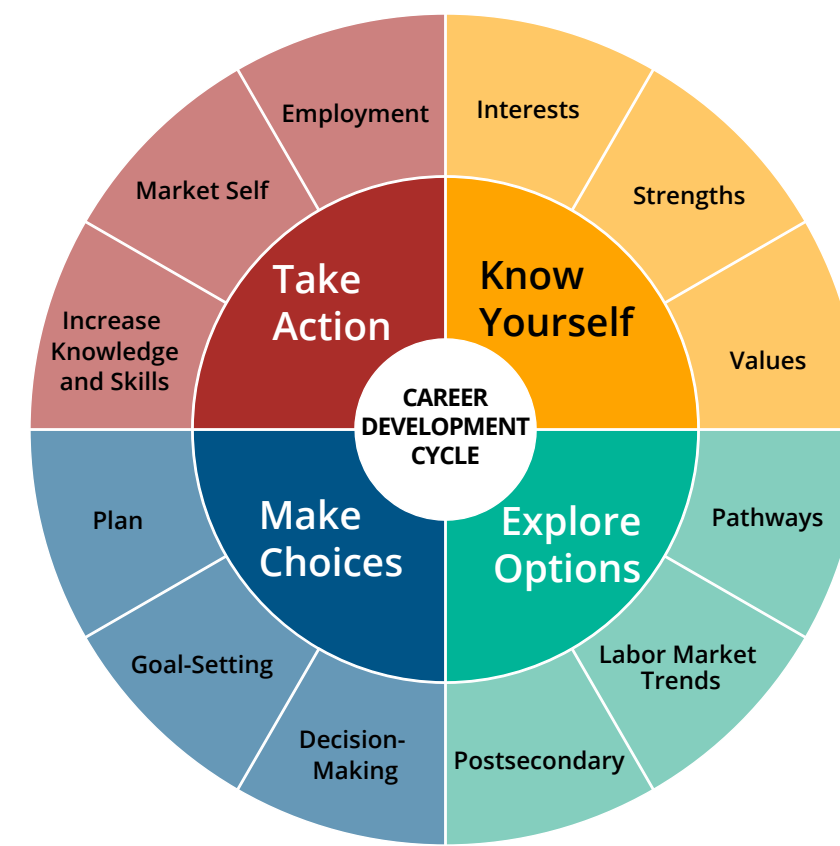 CAREER
DEVELOPMENT
CYCLE
Know
Yourself
Interests
Strengths
Values
Explore
Options
Pathways
Labor Market
Trends
Postsecondary
Make
Choices
Decision-
Making
Goal-Setting
Plan
Take
Action
Increase
Knowledge
and Skills
Market Self
Employment